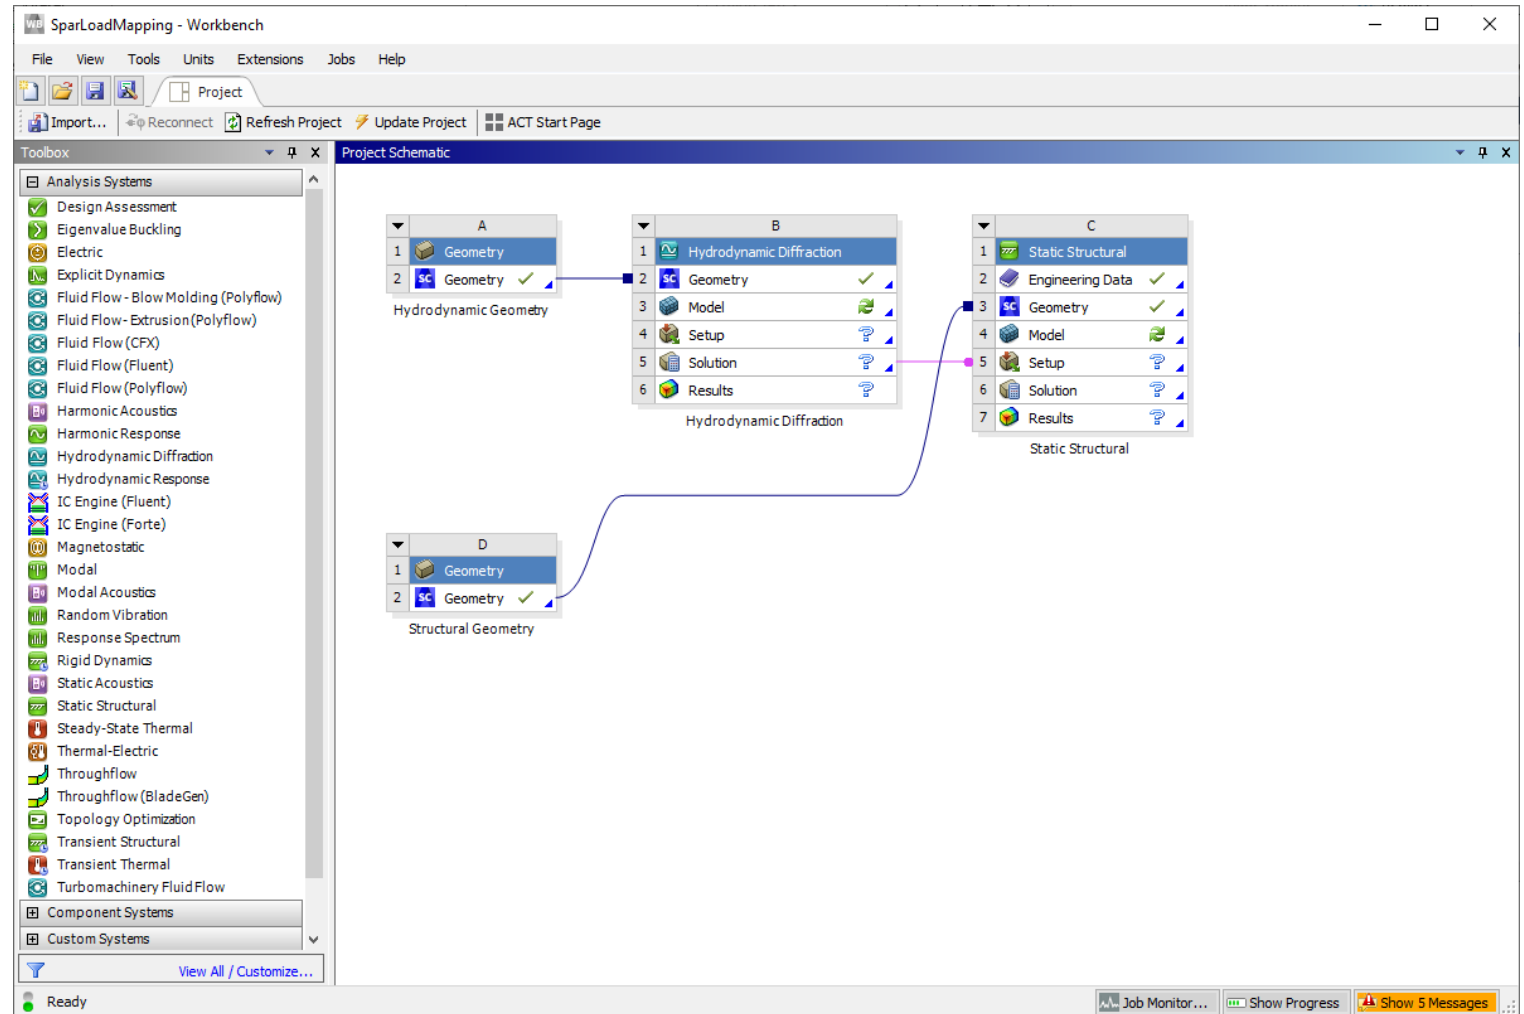 SparLoadMapping - Workbench
File View Tools Units Extensions Jobs Help
Project
Import... Reconnect Refresh Project Update Project ACT Start Page
Toolbox
Analysis Systems
Design Assessment
Eigenvalue Buckling
Electric
Explicit Dynamics
Fluid Flow - Blow Molding (Polyflow)
Fluid Flow - Extrusion (Polyflow)
Fluid Flow (CFX)
Fluid Flow (Fluent)
Fluid Flow (Polyflow)
Harmonic Acoustics
Harmonic Response
Hydrodynamic Diffraction
Hydrodynamic Response
IC Engine (Fluent)
IC Engine (Forte)
Magnetostatic
Modal
Modal Acoustics
Random Vibration
Response Spectrum
Rigid Dynamics
Static Acoustics
Static Structural
Steady-State Thermal
Thermal-Electric
Throughflow
Throughflow (BladeGen)
Topology Optimization
Transient Structural
Transient Thermal
Turbomachinery Fluid Flow
Component Systems
Custom Systems
View All / Customize...
Project Schematic
A
1 Geometry
2 Geometry
Hydrodynamic Geometry
B
1 Hydrodynamic Diffraction
2 Geometry
3 Model
4 Setup
5 Solution
6 Results
Hydrodynamic Diffraction
C
1 Static Structural
2 Engineering Data
3 Geometry
4 Model
5 Setup
6 Solution
7 Results
Static Structural
D
1 Geometry
2 Geometry
Structural Geometry
Ready
Job Monitor... Show Progress Show 5 Messages